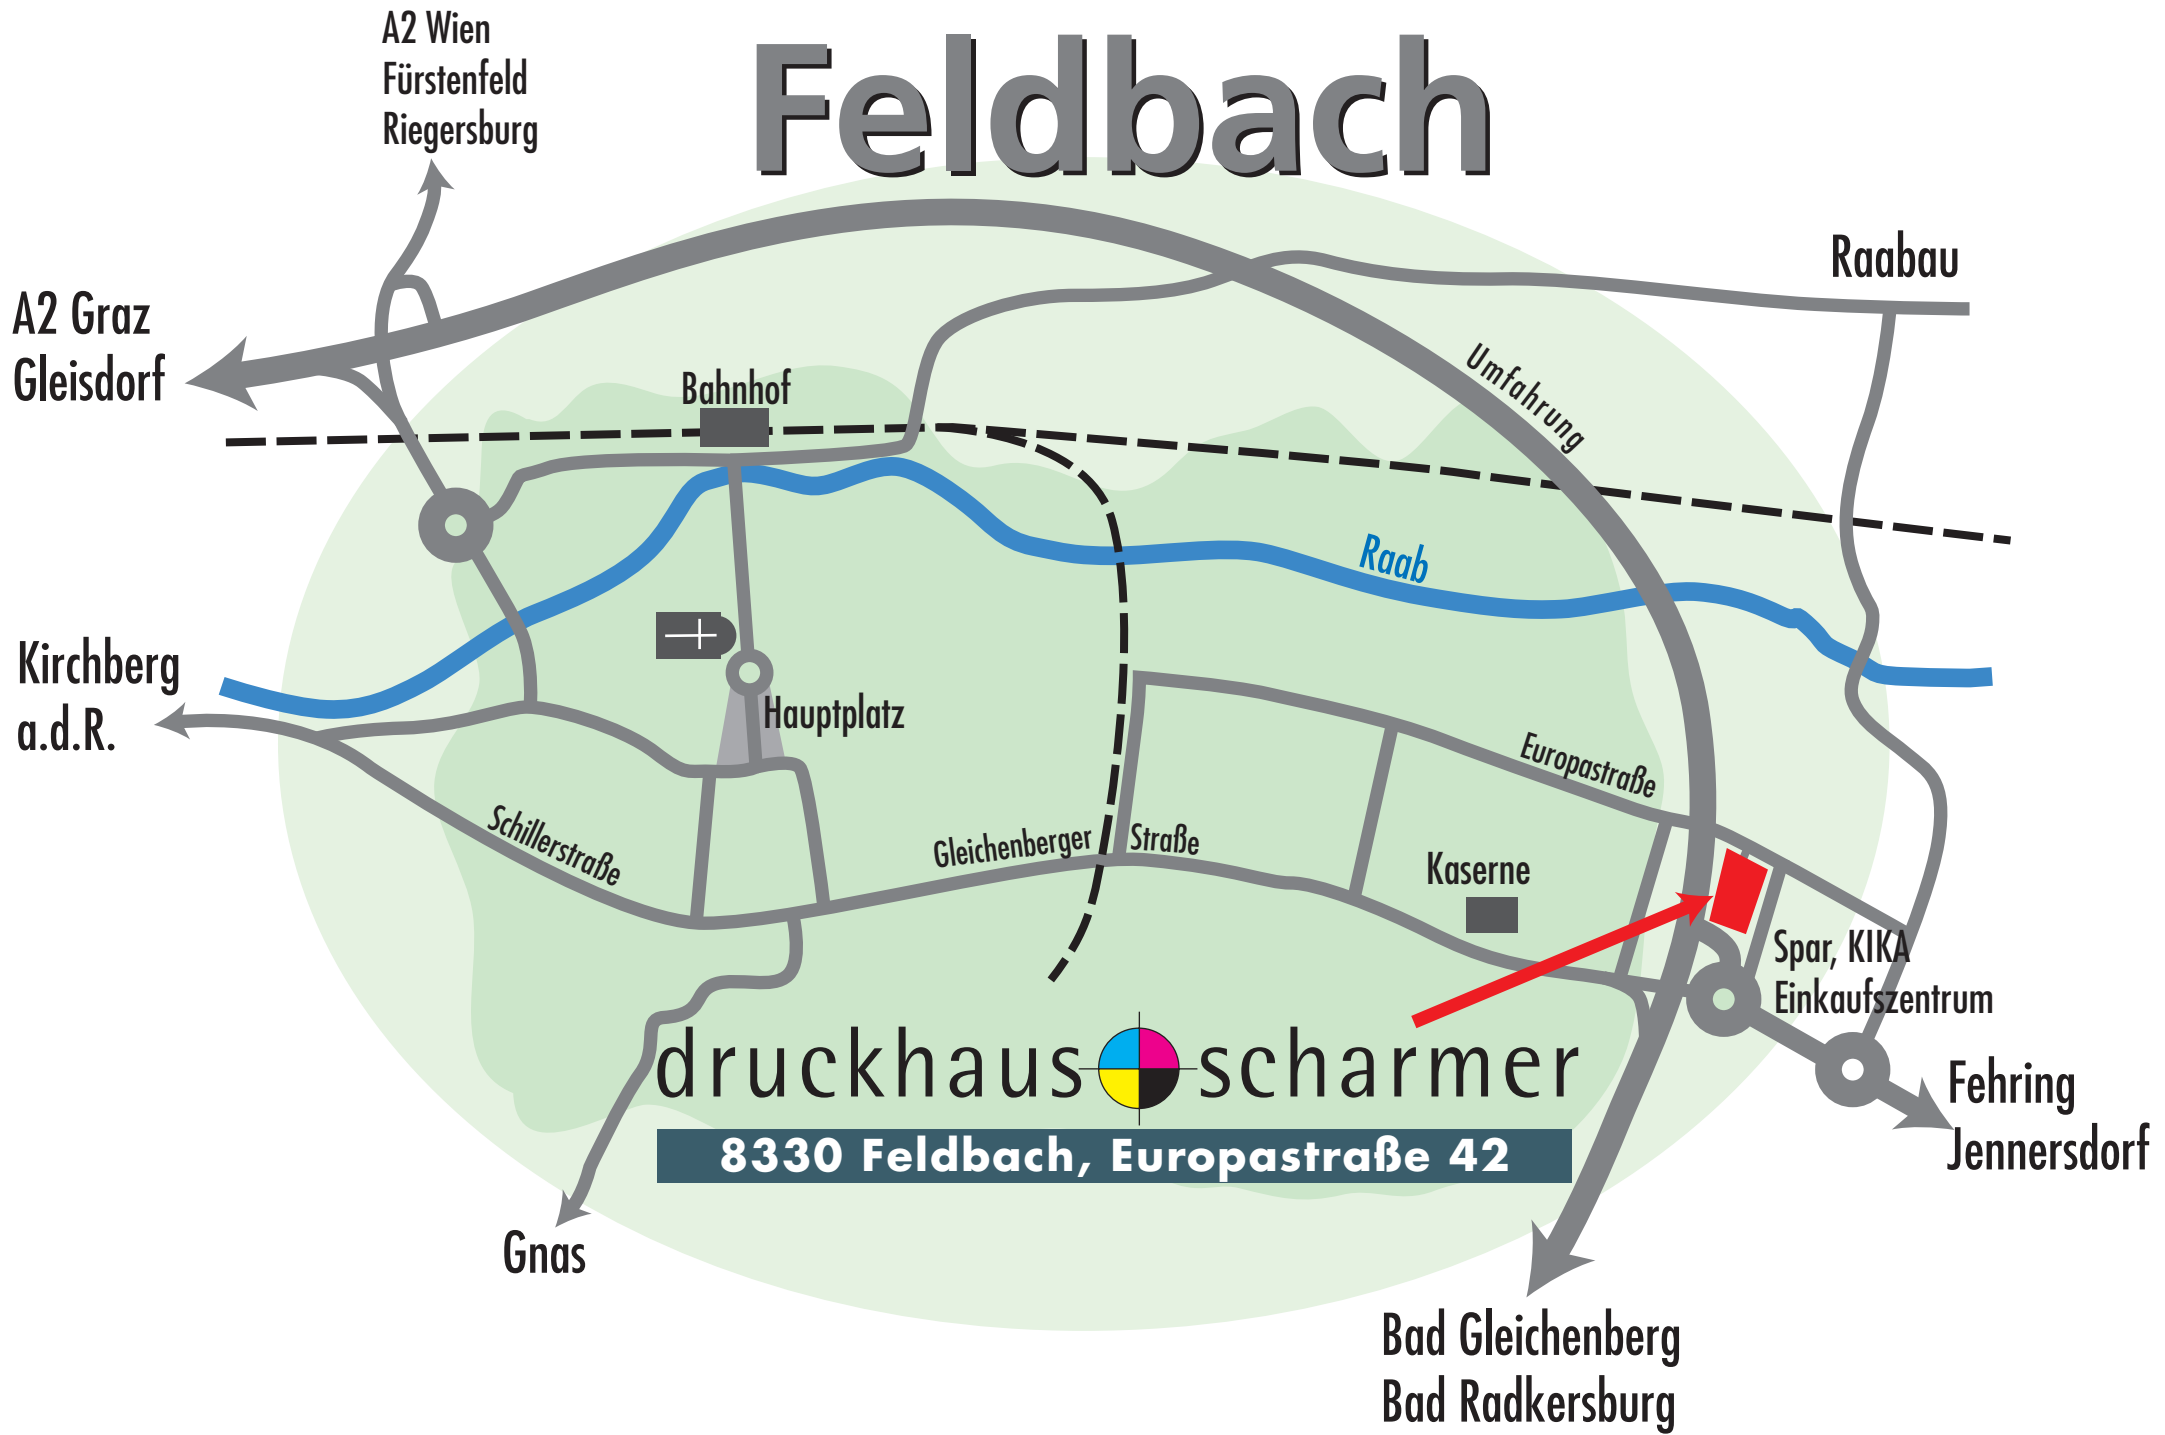 A2 Wien
Fürstenfeld
Riegersburg
Feldbach
Raabau
A2 Graz
Gleisdorf
Umfahrung
Bahnhof
Raab
Kirchberg
a.d.R.
Hauptplatz
Europastraße
Schillerstraße
Gleichenberger Straße
Kaserne
Spar, KIKA
Einkaufszentrum
druckhaus scharmer
8330 Feldbach, Europastraße 42
Fehring
Jennersdorf
Gnas
Bad Gleichenberg
Bad Radkersburg